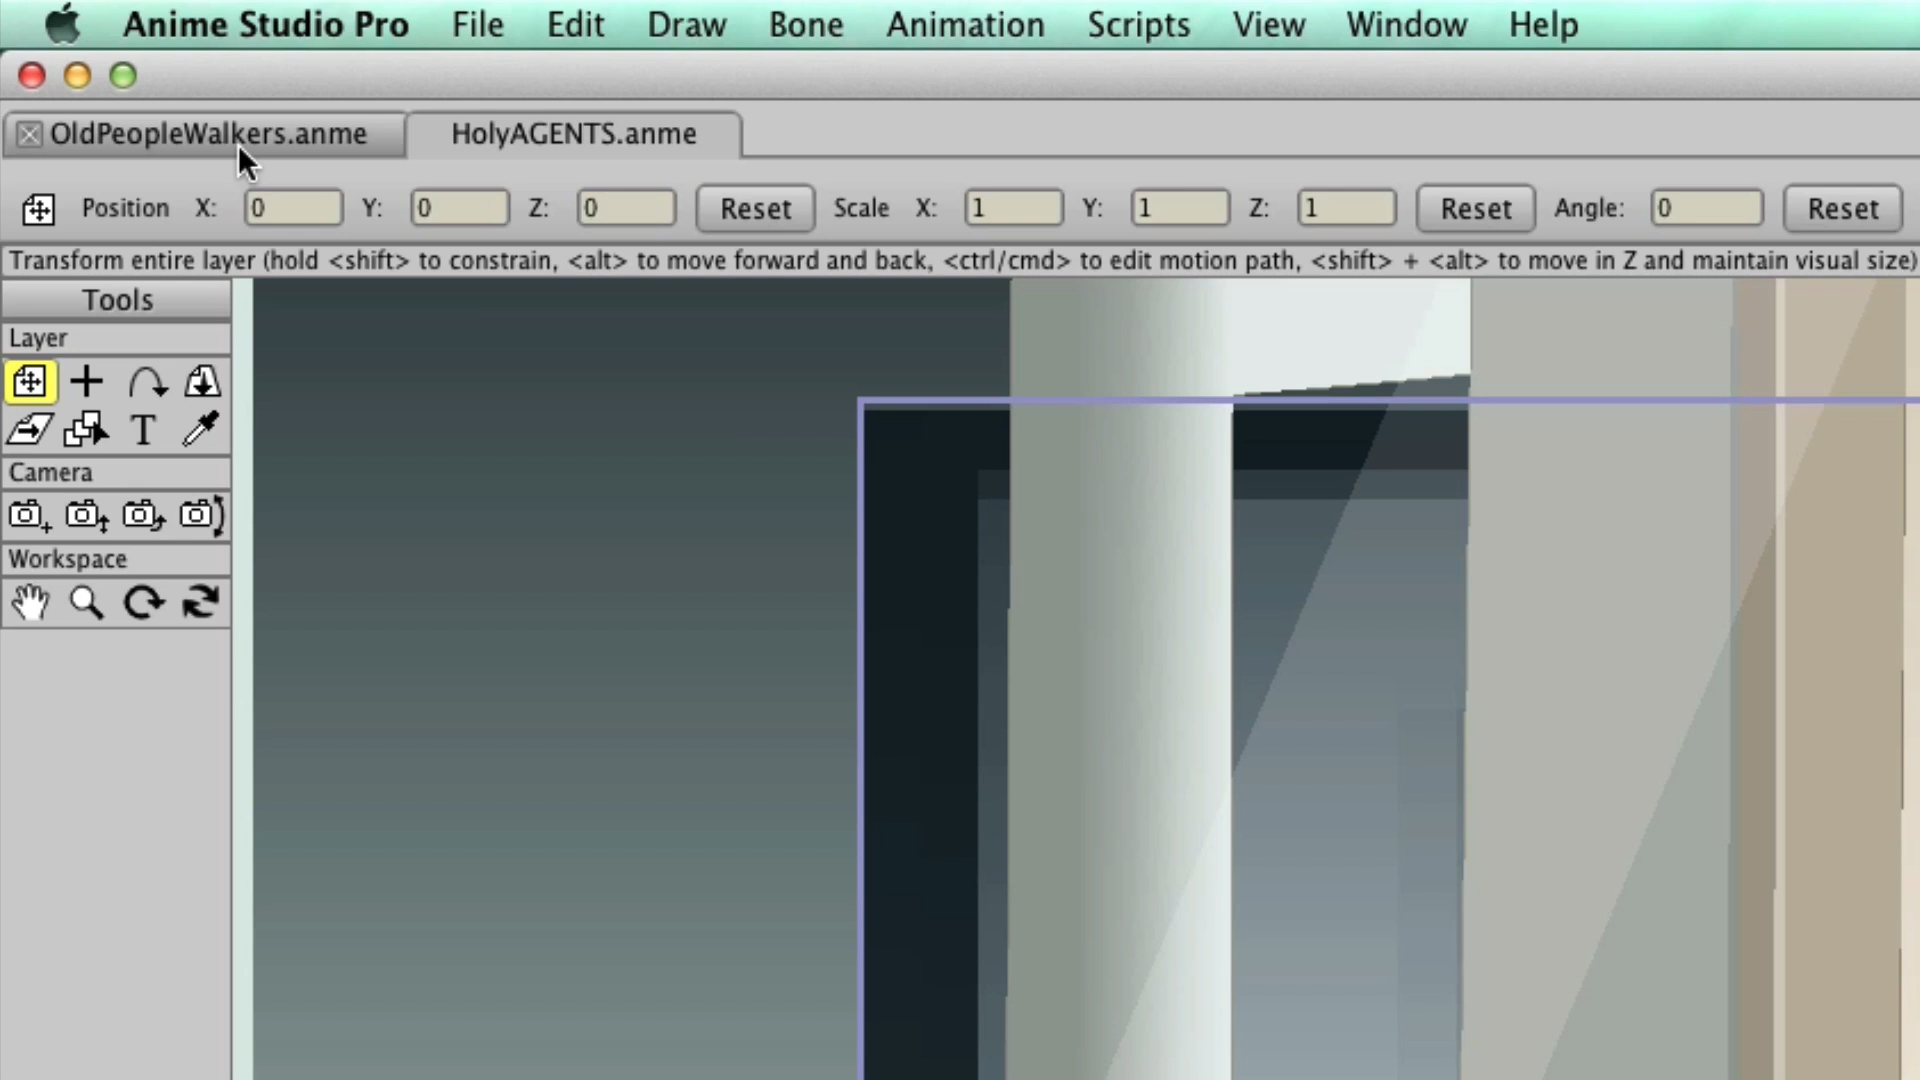 Anime Studio Pro File Edit Draw Bone Animation Scripts View Window Help
OldPeopleWalkers.anme HolyAGENTS.anme
Position X: 0 Y: 0 Z: 0 Reset Scale X: 1 Y: 1 Z: 1 Reset Angle: 0 Reset
Transform entire layer (hold <shift> to constrain, <alt> to move forward and back, <ctrl/cmd> to edit motion path, <shift> + <alt> to move in Z and maintain visual size)
Tools
Layer
T
Camera
Workspace